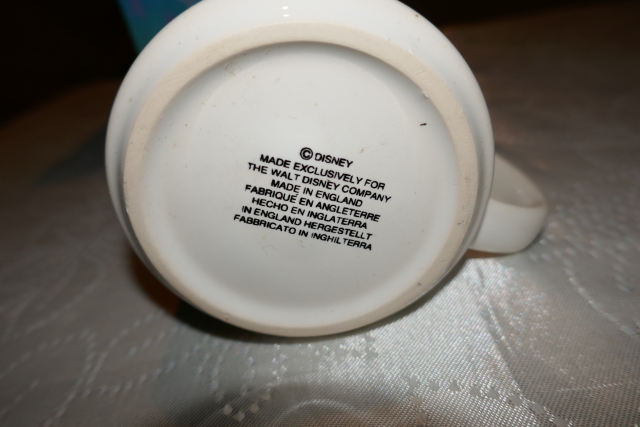 © DISNEY
MADE EXCLUSIVELY FOR
THE WALT DISNEY COMPANY
MADE IN ENGLAND
FABRIQUÉ EN ANGLETERRE
HECHO EN INGLATERRA
IN ENGLAND HERGESTELLT
FABBRICATO IN INGHILTERRA